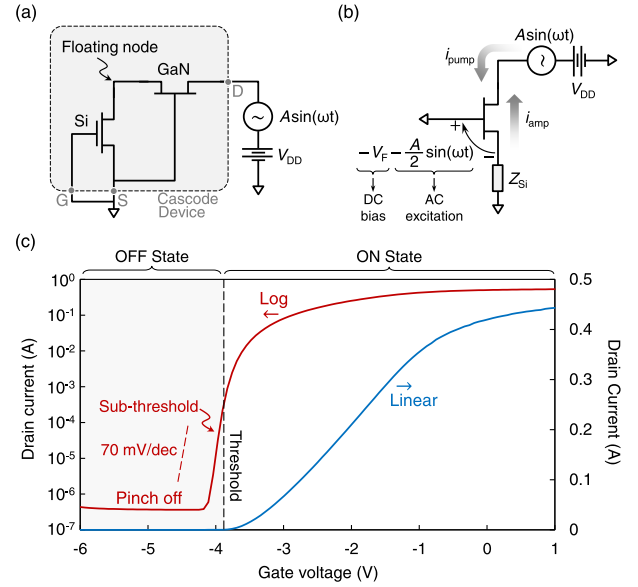 (a)
Floating node
GaN
D
Si
~
Asin(ωt)
V_DD
G
S
Cascode
Device
(b)
Asin(ωt)
i_pump
~
V_DD
i_amp
+
−
− V_F − A/2 sin(ωt)
Z_Si
DC
bias
AC
excitation
(c)
OFF State
ON State
10^0
10^-1
10^-2
10^-3
10^-4
10^-5
10^-6
10^-7
Drain current (A)
Log
←
→
Linear
Sub-threshold
70 mV/dec
Pinch off
Threshold
0.5
0.4
0.3
0.2
0.1
0
Drain Current (A)
-6
-5
-4
-3
-2
-1
0
1
Gate voltage (V)